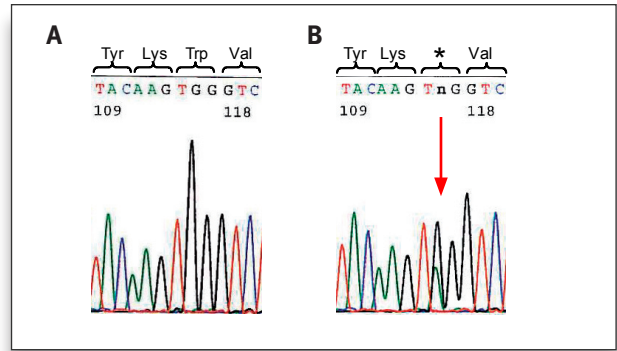 A
Tyr Lys Trp Val
TACAAGTGGGTC
109 118
B
Tyr Lys * Val
TACAAGTnGGTC
109 118